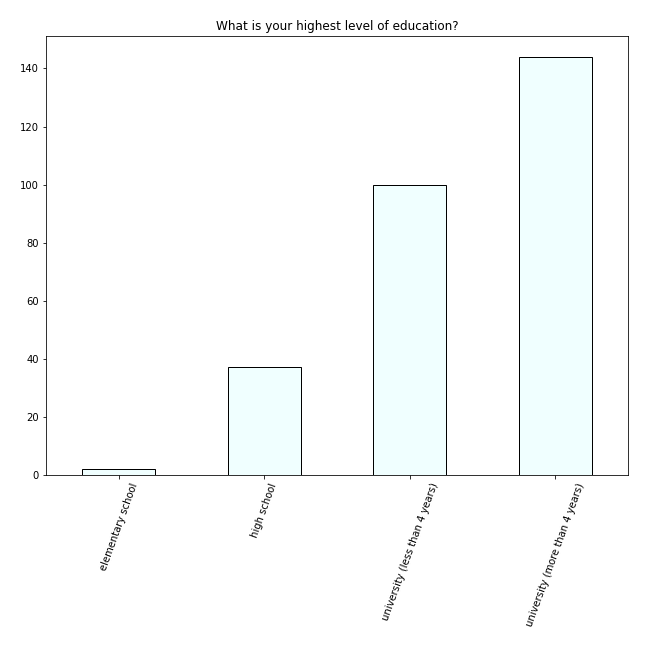 What is your highest level of education?
140
120
100
80
60
40
20
0
elementary school
high school
university (less than 4 years)
university (more than 4 years)